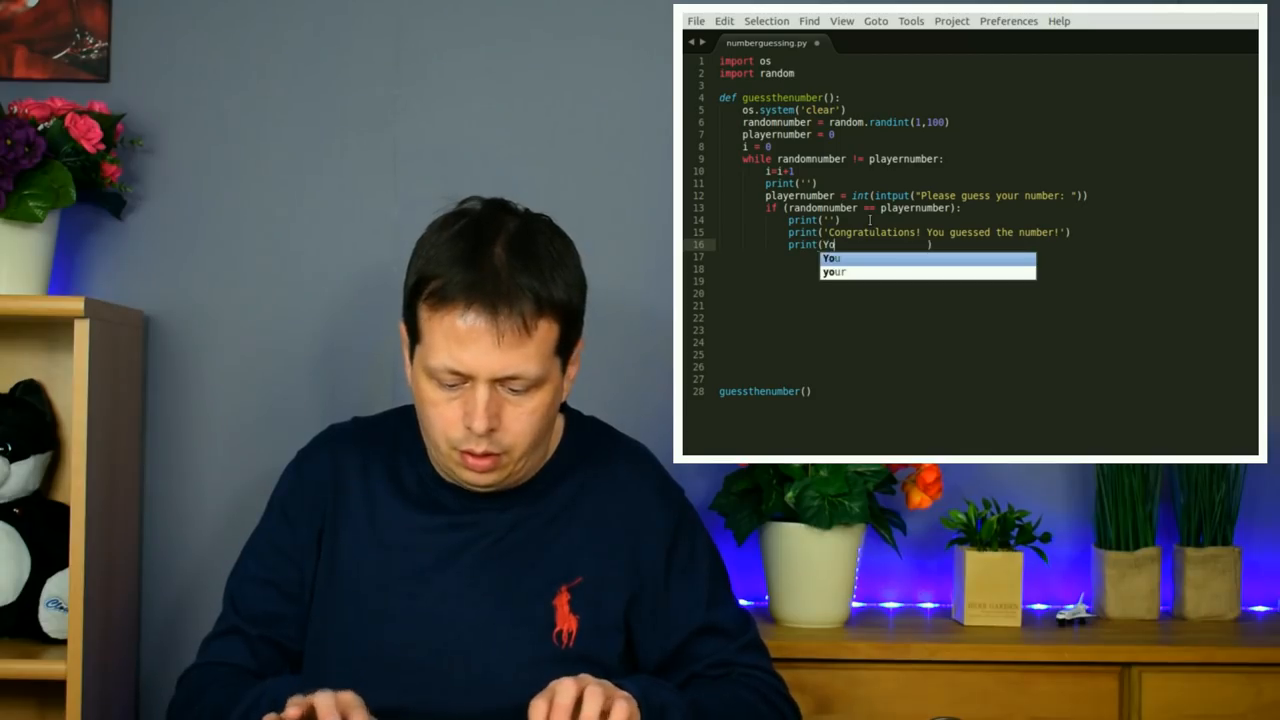 File Edit Selection Find View Goto Tools Project Preferences Help
numberguessing.py
1 import os
2 import random
3
4 def guessthenumber():
5 os.system('clear')
6 randomnumber = random.randint(1,100)
7 playernumber = 0
8 i = 0
9 while randomnumber != playernumber:
10 i=i+1
11 print('')
12 playernumber = int(intput("Please guess your number: "))
13 if (randomnumber == playernumber):
14 print('')
15 print('Congratulations! You guessed the number!')
16 print(Yo )
17 You
18 your
19
20
21
22
23
24
25
26
27
28 guessthenumber()
HERB GARDEN